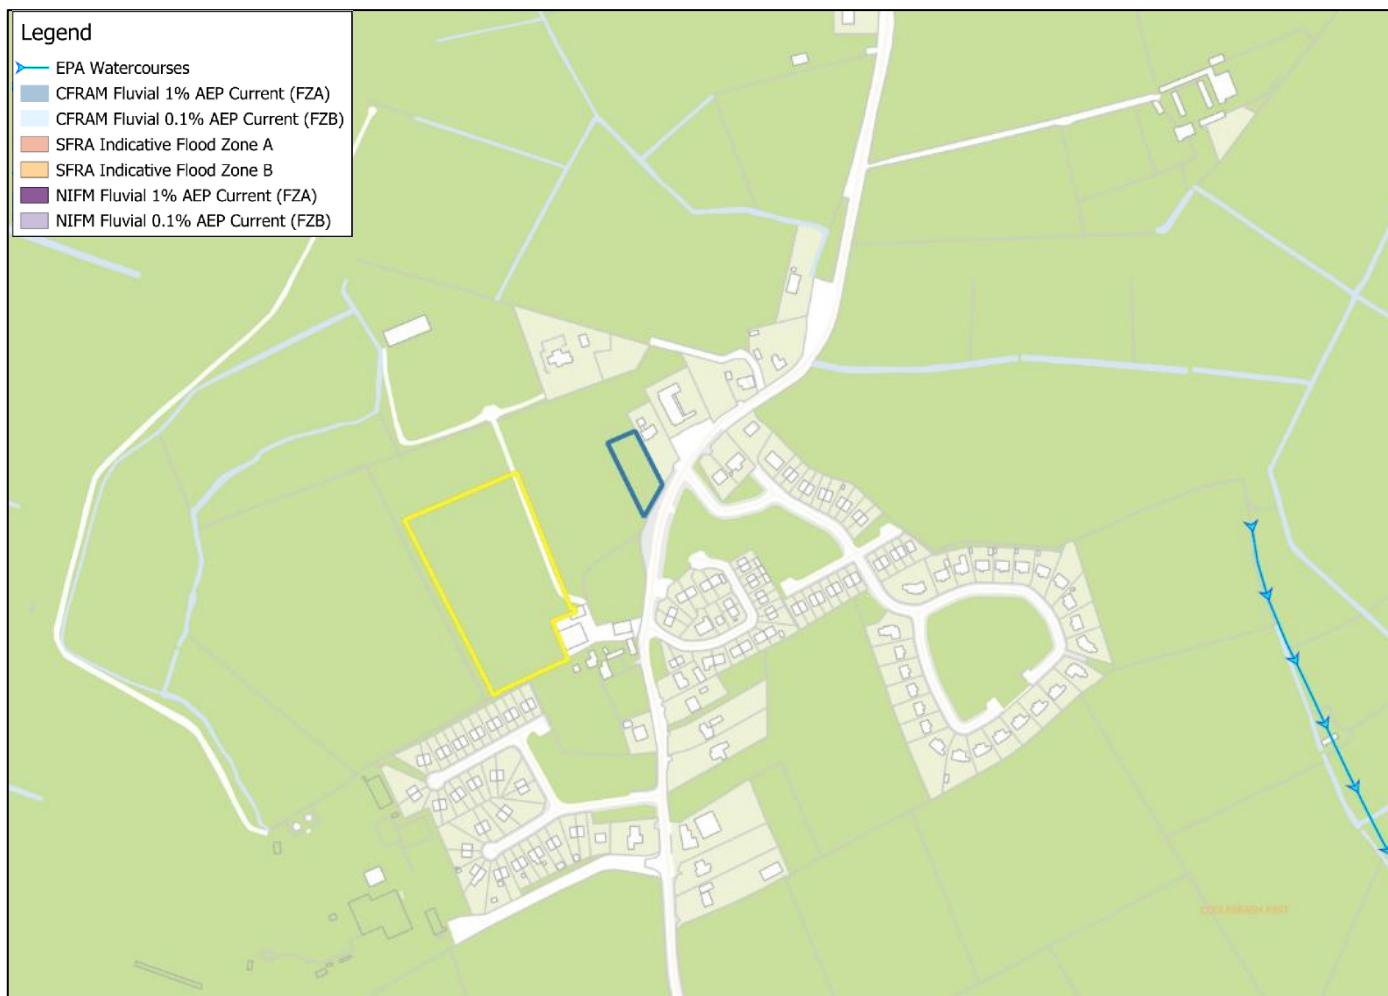 Legend
EPA Watercourses
CFRAM Fluvial 1% AEP Current (FZA)
CFRAM Fluvial 0.1% AEP Current (FZB)
SFRA Indicative Flood Zone A
SFRA Indicative Flood Zone B
NIFM Fluvial 1% AEP Current (FZA)
NIFM Fluvial 0.1% AEP Current (FZB)